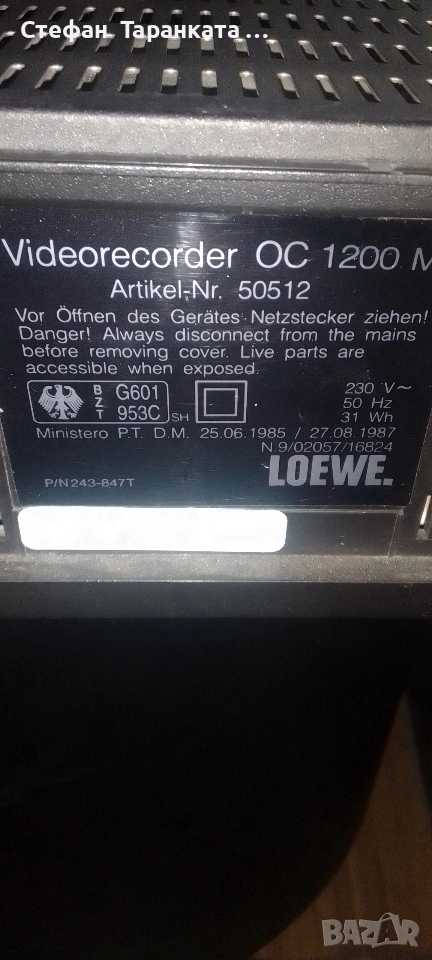 Стефан. Таранката ...
Videorecorder OC 1200 M
Artikel-Nr. 50512
Vor Öffnen des Gerätes Netzstecker ziehen!
Danger! Always disconnect from the mains
before removing cover. Live parts are
accessible when exposed.
BZT G601 953C SH
230 V~
50 Hz
31 Wh
Ministero P.T. D.M. 25.06.1985 / 27.08.1987
N.9/02057/16824
P/N 243-847T
LOEWE.
BAZAR